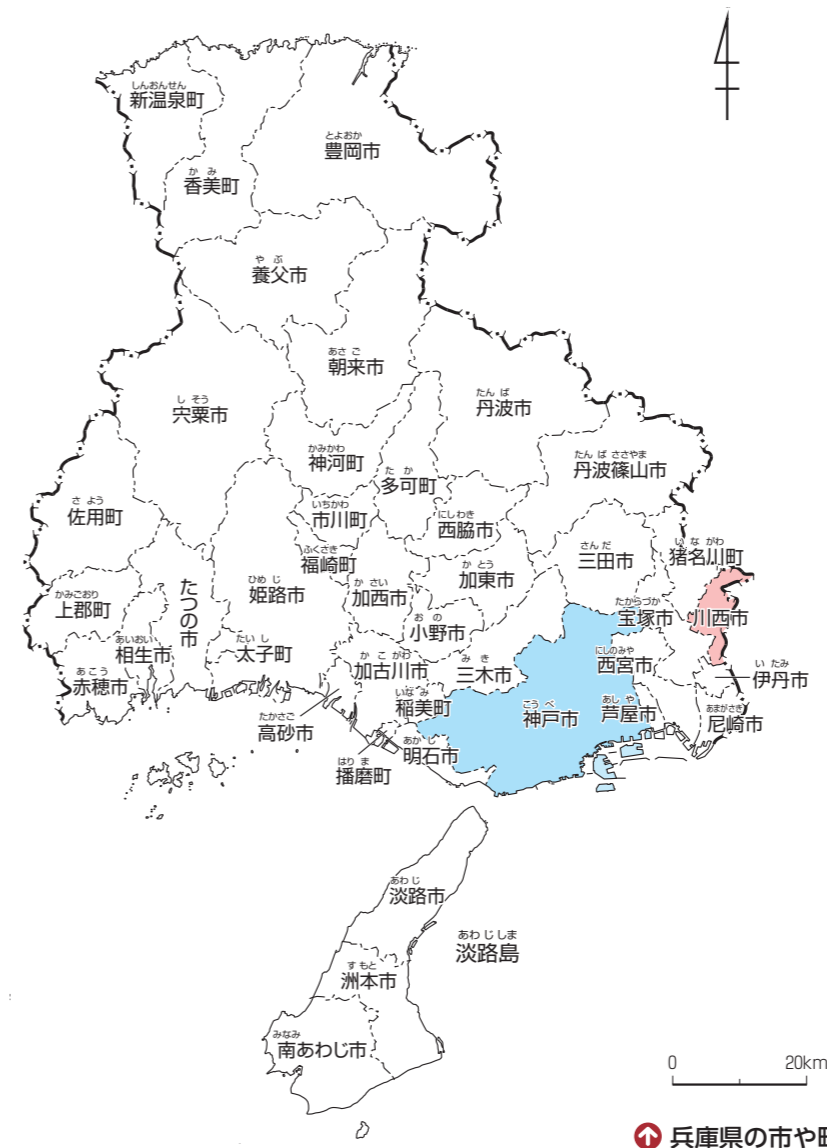 しんおんせん
新温泉町
とよおか
豊岡市
かみ
香美町
やぶ
養父市
あさご
朝来市
しそう
宍粟市
たんば
丹波市
かみかわ
神河町
たか
多可町
たんばささやま
丹波篠山市
さよう
佐用町
いちかわ
市川町
にしわき
西脇市
さんだ
三田市
いながわ
猪名川町
ふくさき
福崎町
かとう
加東市
ひめじ
姫路市
かさい
加西市
たつの市
かみごおり
上郡町
おの
小野市
たからづか
宝塚市
川西市
あいおい
相生市
たいし
太子町
かこがわ
加古川市
みき
三木市
にしのみや
西宮市
いたみ
伊丹市
あこう
赤穂市
いなみ
稲美町
こうべ
神戸市
あしや
芦屋市
あまがさき
尼崎市
たかさご
高砂市
あかし
明石市
はりま
播磨町
あわじ
淡路市
あわじしま
淡路島
すもと
洲本市
みなみ
南あわじ市
0 20km
兵庫県の市や